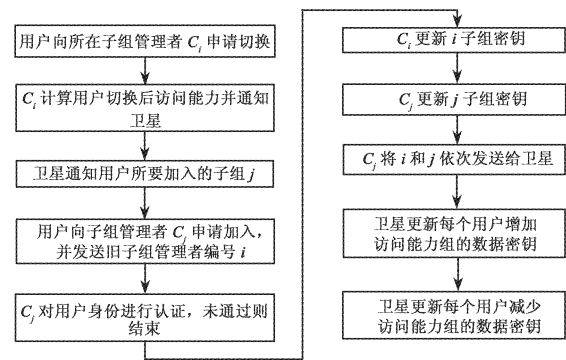 用户向所在子组管理者 Ci 申请切换
Ci 计算用户切换后访问能力并通知
卫星
卫星通知用户所要加入的子组 j
用户向子组管理者 Cj 申请加入，
并发送旧子组管理者编号 i
Cj 对用户身份进行认证，未通过则
结束
Ci 更新 i 子组密钥
Cj 更新 j 子组密钥
Cj 将 i 和 j 依次发送给卫星
卫星更新每个用户增加
访问能力组的数据密钥
卫星更新每个用户减少
访问能力组的数据密钥